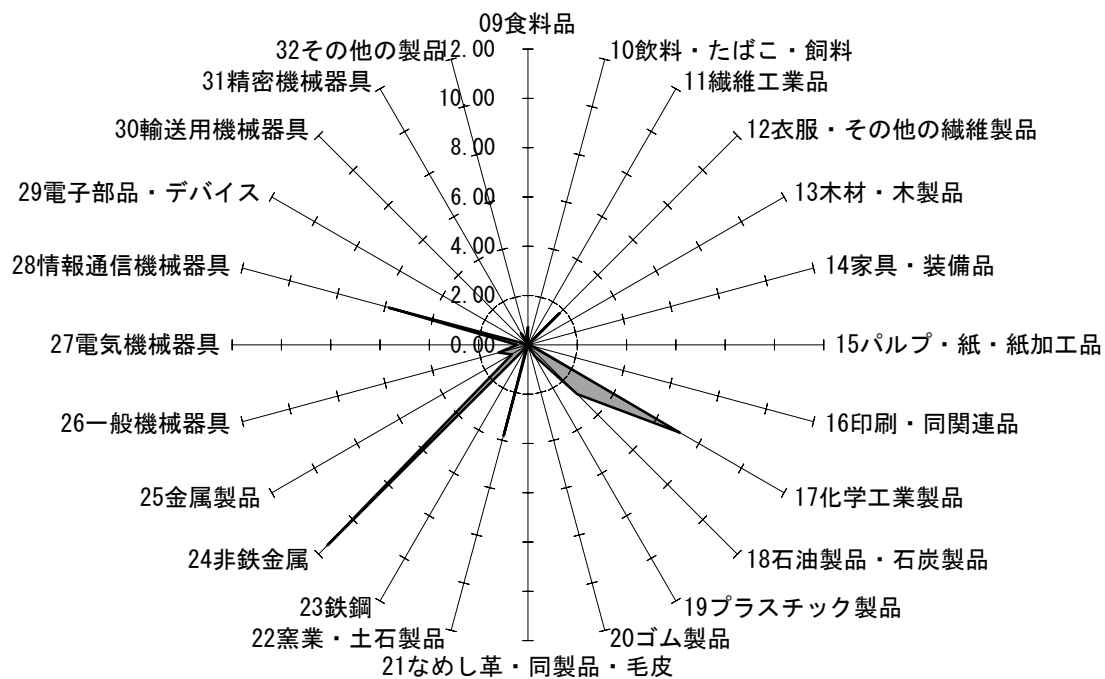 09食料品
10飲料・たばこ・飼料
11繊維工業品
12衣服・その他の繊維製品
13木材・木製品
14家具・装備品
15パルプ・紙・紙加工品
16印刷・同関連品
17化学工業製品
18石油製品・石炭製品
19プラスチック製品
20ゴム製品
21なめし革・同製品・毛皮
22窯業・土石製品
23鉄鋼
24非鉄金属
25金属製品
26一般機械器具
27電気機械器具
28情報通信機械器具
29電子部品・デバイス
30輸送用機械器具
31精密機械器具
32その他の製品
12.00
10.00
8.00
6.00
4.00
2.00
0.00